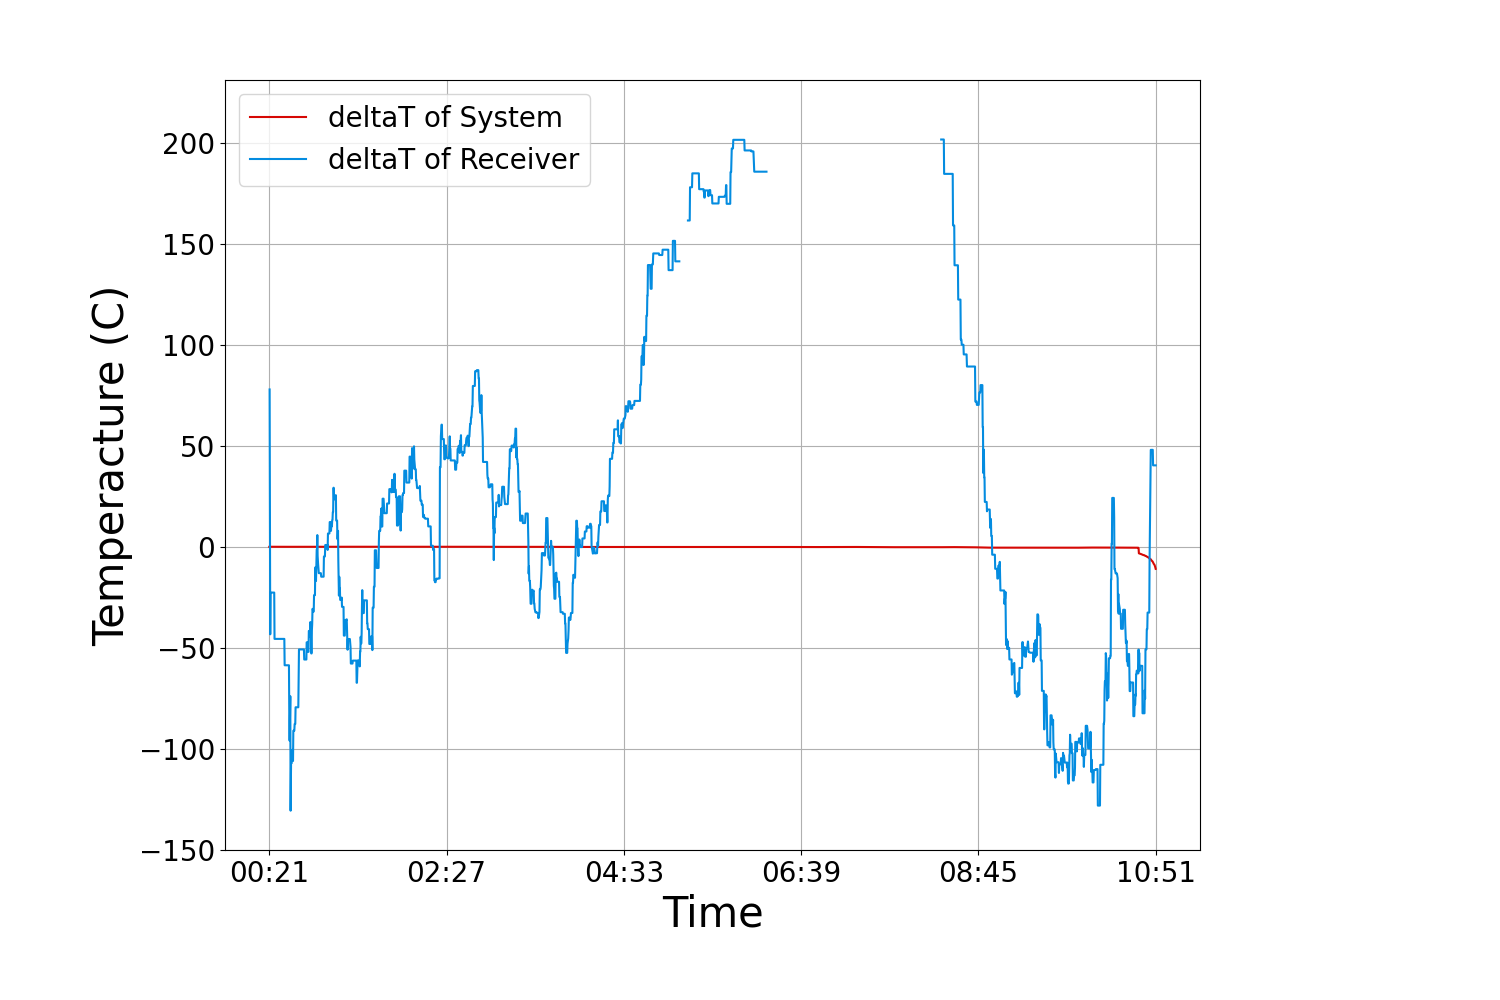 deltaT of System
deltaT of Receiver
200
150
100
50
0
−50
−100
−150
Temperacture (C)
00:21 02:27 04:33 06:39 08:45 10:51
Time